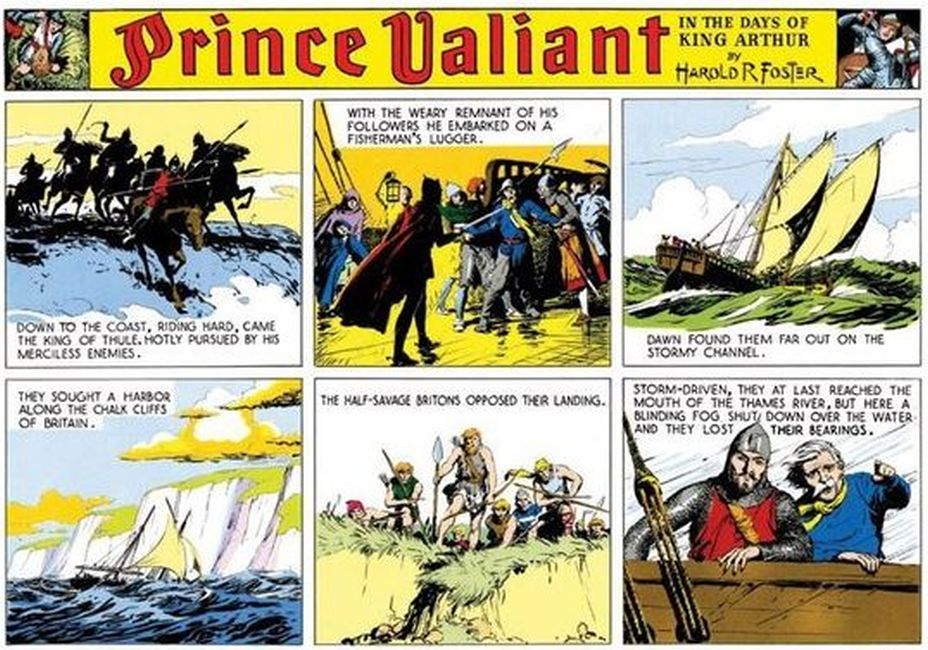 Prince Valiant
IN THE DAYS OF
KING ARTHUR
BY
HAROLD R FOSTER
DOWN TO THE COAST, RIDING HARD, CAME
THE KING OF THULE, HOTLY PURSUED BY HIS
MERCILESS ENEMIES.
WITH THE WEARY REMNANT OF HIS
FOLLOWERS HE EMBARKED ON A
FISHERMAN'S LUGGER.
DAWN FOUND THEM FAR OUT ON THE
STORMY CHANNEL.
THEY SOUGHT A HARBOR
ALONG THE CHALK CLIFFS
OF BRITAIN.
THE HALF-SAVAGE BRITONS OPPOSED THEIR LANDING.
STORM-DRIVEN, THEY AT LAST REACHED THE
MOUTH OF THE THAMES RIVER, BUT HERE A
BLINDING FOG SHUT DOWN OVER THE WATER
AND THEY LOST THEIR BEARINGS.